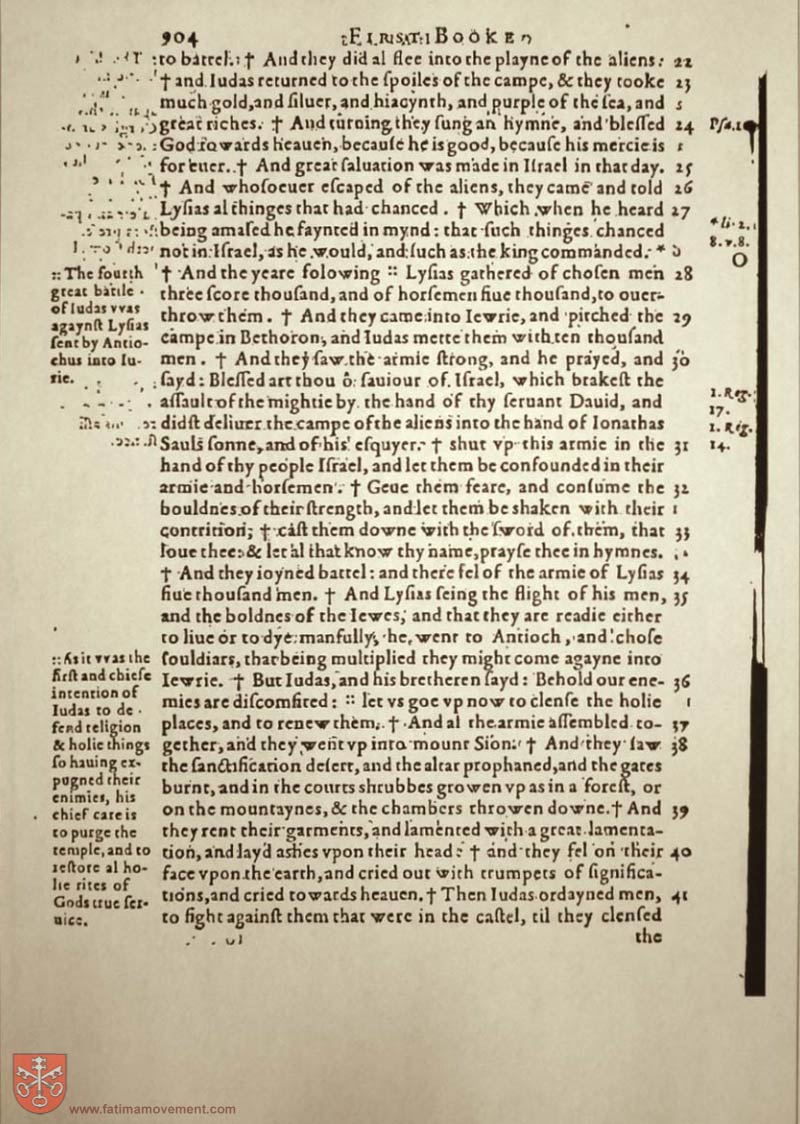 904
BOOKE
to battel: † And they did al flee into the playne of the aliens: 22
† and Iudas returned to the ſpoiles of the campe, & they tooke 23
much gold, and ſiluer, and hiacynth, and purple of the ſea, and
great riches. † And turning they ſung an hymne, and bleſſed 24
God towards heauen, becauſe he is good, becauſe his mercie is
for euer. † And great ſaluation was made in Iſrael in that day. 25
† And whoſoeuer eſcaped of the aliens, they came and told 26
Lyſias al thinges that had chanced. † Which when he heard 27
being amaſed he faynted in mynd: that ſuch thinges chanced
not in Iſrael, as he would, and ſuch as the king commanded. *
† And the yeare folowing :: Lyſias gathered of choſen men 28
three ſcore thouſand, and of horſemen fiue thouſand, to ouer-
throw them. † And they came into Iewrie, and pitched the 29
campe in Bethoron, and Iudas mette them with ten thouſand
men. † And they ſaw the armie ſtrong, and he prayed, and 30
ſayd: Bleſſed art thou ô ſauiour of Iſrael, which brakeſt the
aſſault of the mightie by the hand of thy ſeruant Dauid, and
didſt deliuer the campe of the aliens into the hand of Ionathas
Sauls ſonne, and of his eſquyer. † ſhut vp this armie in the 31
hand of thy people Iſrael, and let them be confounded in their
armie and horſemen. † Geue them feare, and conſume the 32
bouldnes of their ſtrength, and let them be ſhaken with their
contrition; † caſt them downe with the ſword of them, that 33
loue thee: & let al that know thy name, prayſe thee in hymnes.
† And they ioyned battel: and there fel of the armie of Lyſias 34
fiue thouſand men. † And Lyſias ſeing the flight of his men, 35
and the boldnes of the Iewes, and that they are readie either
to liue or to dye manfully, he went to Antioch, and choſe
ſouldiars, that being multiplied they might come agayne into
Iewrie. † But Iudas, and his bretheren ſayd: Behold our ene- 36
mies are diſcomfited: :: let vs goe vp now to clenſe the holie
places, and to renew them. † And al the armie aſſembled to- 37
gether, and they went vp into mount Sion. † And they ſaw 38
the ſanctification deſert, and the altar prophaned, and the gates
burnt, and in the courts shrubbes growen vp as in a foreſt, or
on the mountaynes, & the chambers throwen downe. † And 39
they rent their garments, and lamented with a great lamenta-
tion, and layd ashes vpon their head: † and they fel on their 40
face vpon the earth, and cried out with trumpets of ſignifica-
tions, and cried towards heauen. † Then Iudas ordayned men, 41
to fight againſt them that were in the caſtel, til they clenſed
the
:: The fourth
great battle
of Iudas vvas
agaynſt Lyſias
ſent by Antio-
chus into Iu-
rie.
:: As it vvas the
firſt and chiefe
intention of
Iudas to de-
fend religion
& holie things
ſo hauing ex-
pugned their
enimies, his
chief care is
to purge the
temple, and to
reſtore al ho-
lie rites of
Gods true ſer-
uice.
*li. 2.
8. v. 8.
1. Reg.
17.
1. Reg.
14.
www.fatimamovement.com